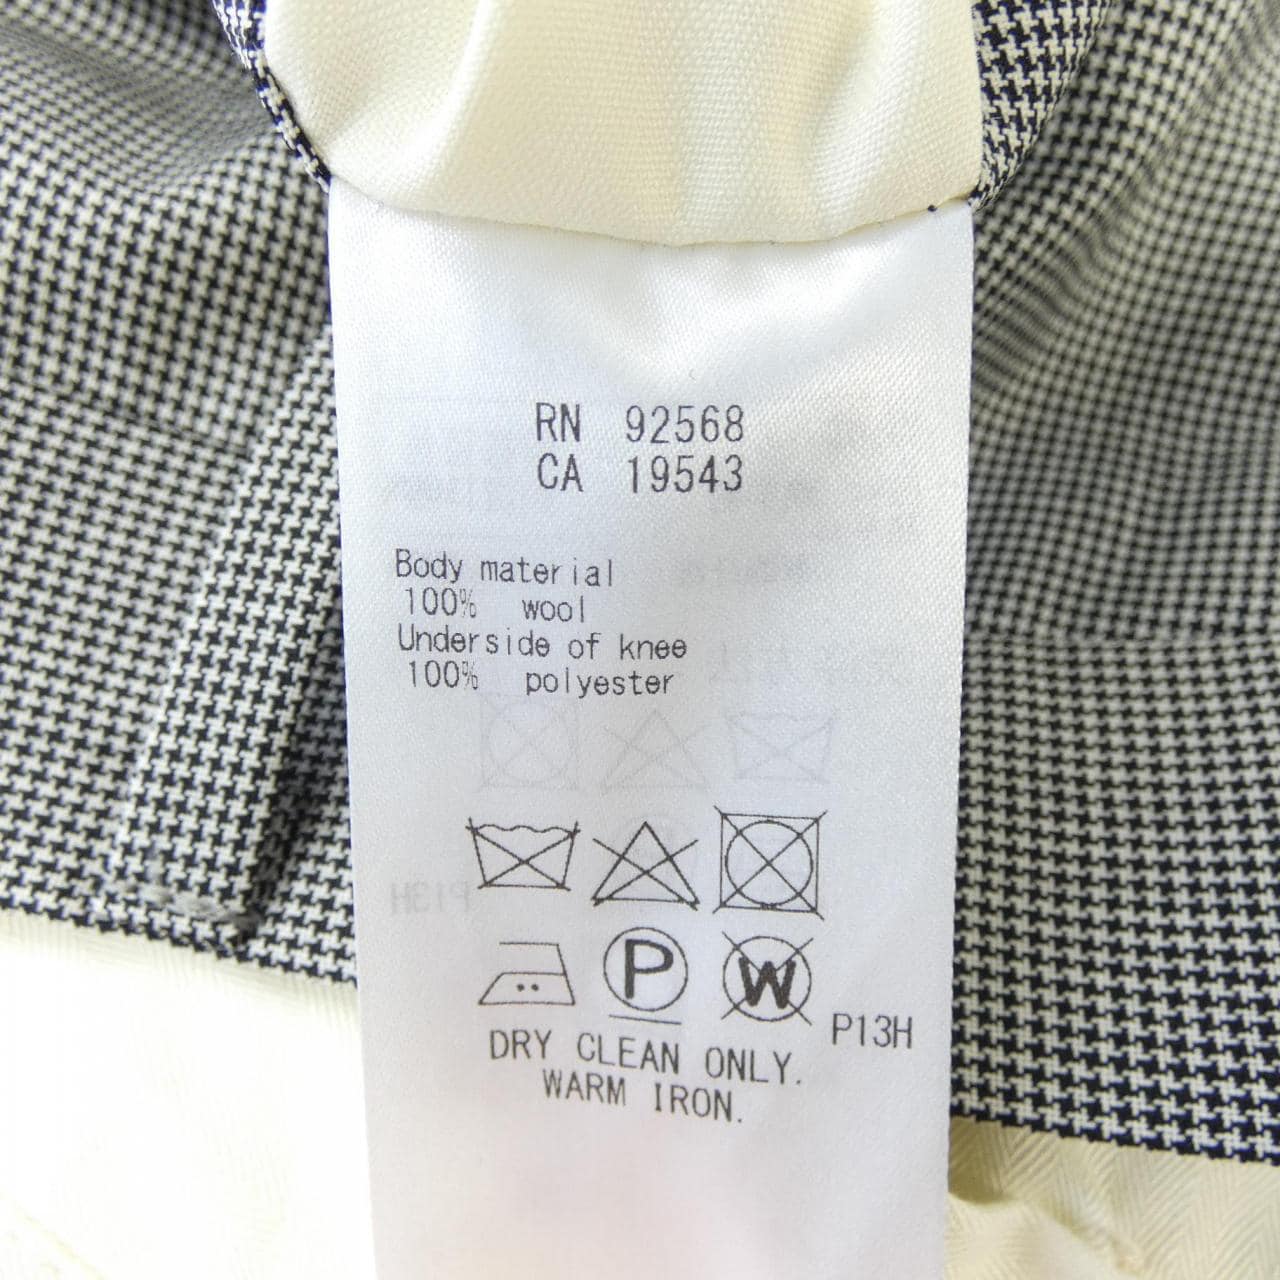 RN 92568
CA 19543
Body material
100% wool
Underside of knee
100% polyester
P
W
P13H
DRY CLEAN ONLY.
WARM IRON.